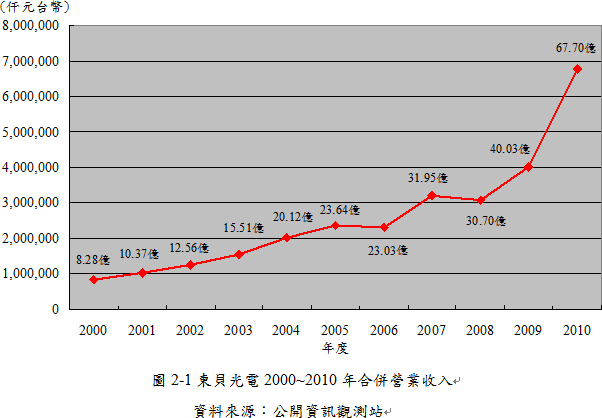 (仟元台幣)
8,000,000
7,000,000
6,000,000
5,000,000
4,000,000
3,000,000
2,000,000
1,000,000
0
8.28億
10.37億
12.56億
15.51億
20.12億
23.64億
23.03億
31.95億
30.70億
40.03億
67.70億
2000 2001 2002 2003 2004 2005 2006 2007 2008 2009 2010
年度
圖 2-1 東貝光電 2000~2010 年合併營業收入
資料來源：公開資訊觀測站